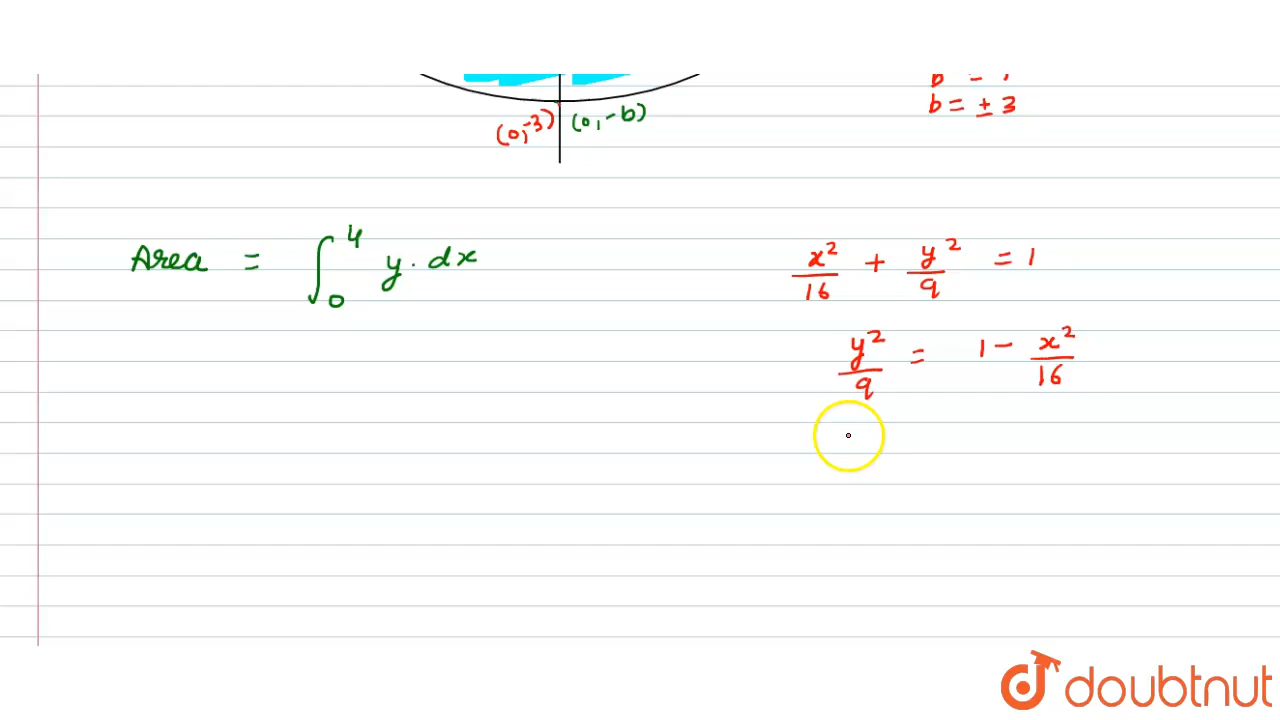 b = ± 3
(0,-3) (0,-b)
Area = ∫₀⁴ y. dx
x²/16 + y²/9 = 1
y²/9 = 1 - x²/16
doubtnut